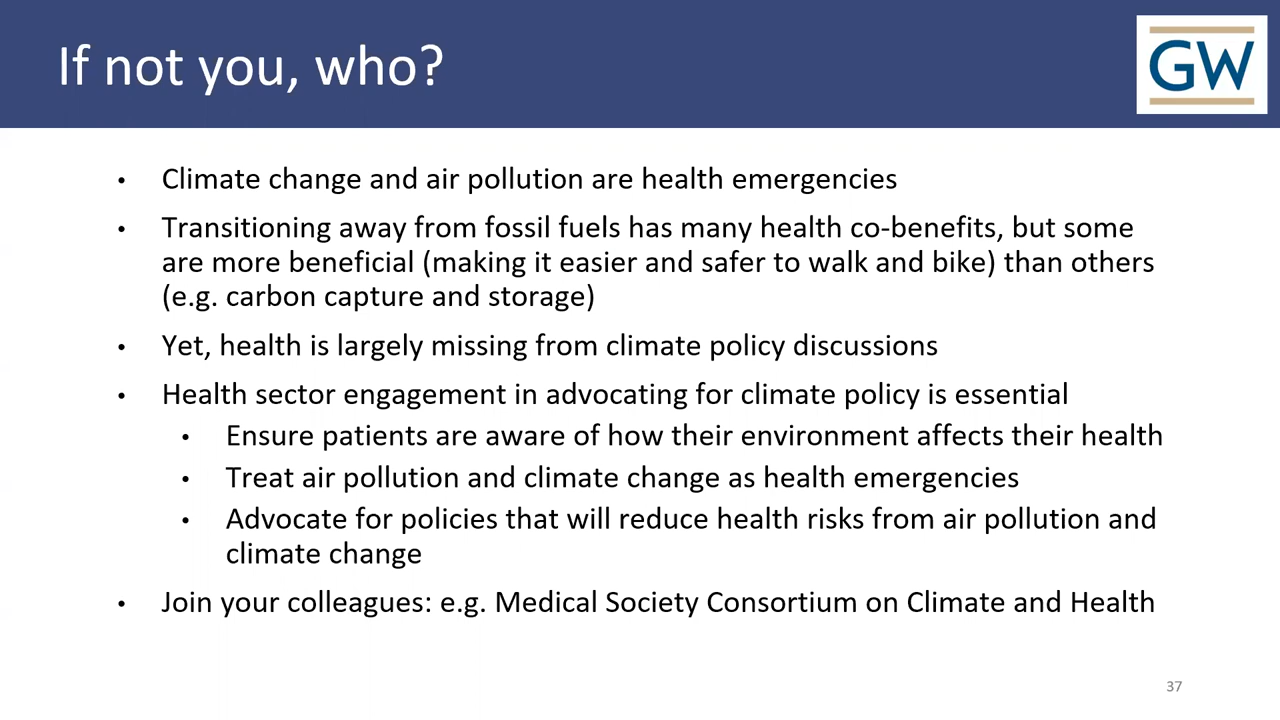 If not you, who?
GW
• Climate change and air pollution are health emergencies
• Transitioning away from fossil fuels has many health co-benefits, but some
are more beneficial (making it easier and safer to walk and bike) than others
(e.g. carbon capture and storage)
• Yet, health is largely missing from climate policy discussions
• Health sector engagement in advocating for climate policy is essential
• Ensure patients are aware of how their environment affects their health
• Treat air pollution and climate change as health emergencies
• Advocate for policies that will reduce health risks from air pollution and
climate change
• Join your colleagues: e.g. Medical Society Consortium on Climate and Health
37